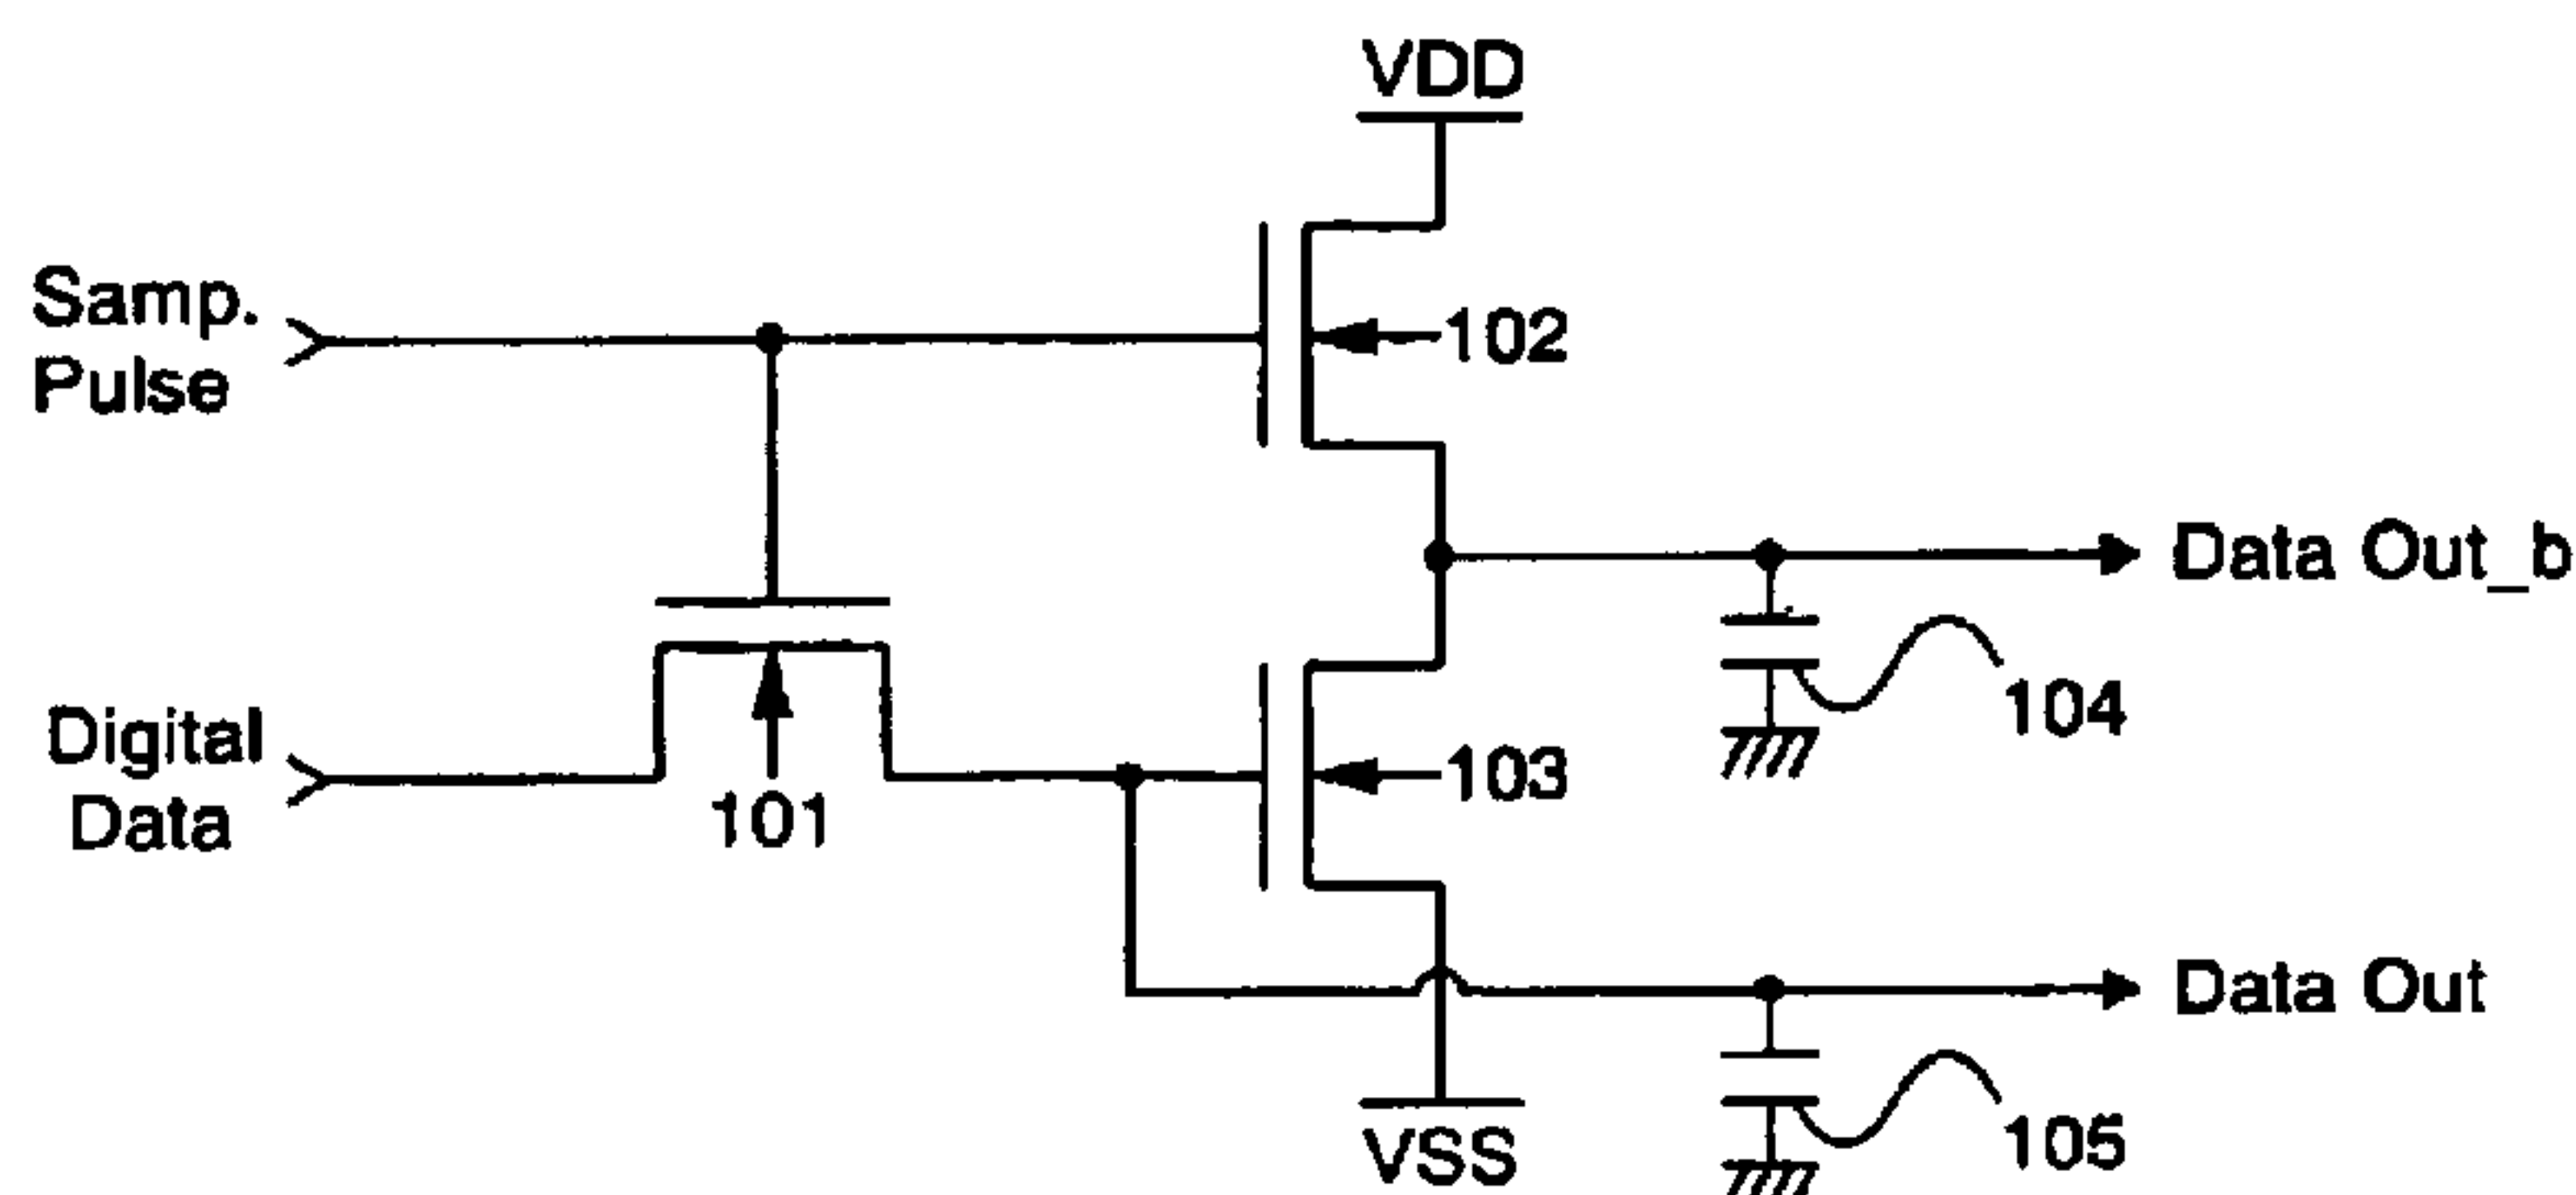 VDD
Samp.
Pulse
102
Data Out_b
104
Digital
Data
101
103
Data Out
105
VSS